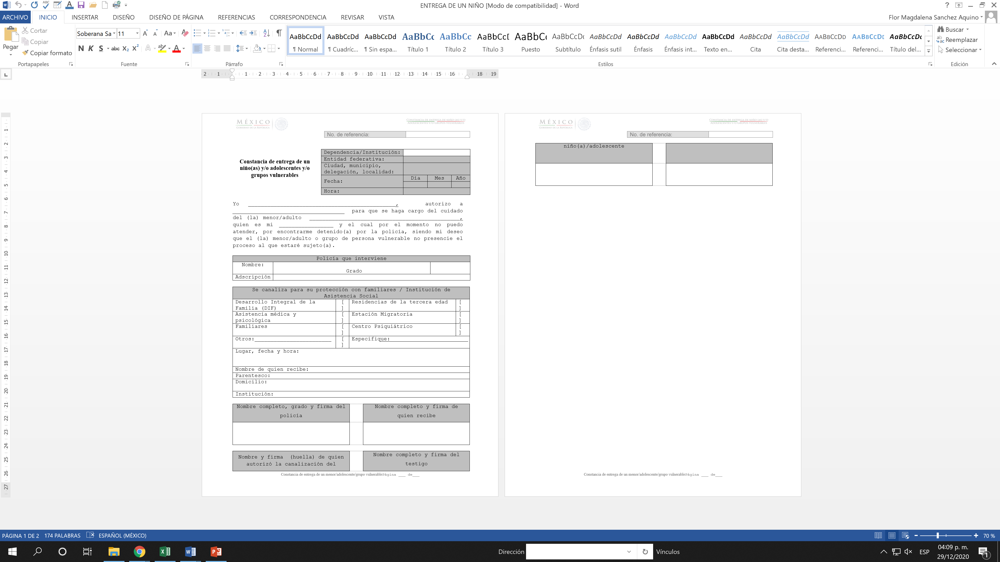 ENTREGA DE UN NIÑO [Modo de compatibilidad] - Word
ARCHIVO INICIO INSERTAR DISEÑO DISEÑO DE PÁGINA REFERENCIAS CORRESPONDENCIA REVISAR VISTA
Flor Magdalena Sanchez Aquino
Pegar
Cortar
Copiar
Copiar formato
Portapapeles
Soberana Sa 11
Fuente
Párrafo
AaBbCcDd AaBbCcDd AaBbCcDd AaBbCc AaBbCc AaBbCcD AaBbC AaBbCcD AaBbCcDd AaBbCcDd AaBbCcDd AaBbCcDd AaBbCcDd AaBbCcDd AaBbCcDd AaBbCcD AaBbCcD
¶ Normal ¶ Cuadríc... ¶ Sin espa... Título 1 Título 2 Título 3 Puesto Subtítulo Énfasis sutil Énfasis Énfasis int... Texto en... Cita Cita desta... Referenci... Referenci... Título del...
Estilos
Buscar
Reemplazar
Seleccionar
Edición
2 1 1 2 3 4 5 6 7 8 9 10 11 12 13 14 15 16 18 19
1 2 3 4 5 6 7 8 9 10 11 12 13 14 15 16 17 18 19 20 21 22 23 24 25 26 27
MÉXICO
GOBIERNO DE LA REPÚBLICA
CONSTANCIA DE ENTREGA DE NIÑO (AS) Y/O
ADOLESCENTES Y/O GRUPOS VULNERABLES
No. de referencia:
Constancia de entrega de un
niño(as) y/o adolescentes y/o
grupos vulnerables
Dependencia/Institución:
Entidad federativa:
Ciudad, municipio,
delegación, localidad:
Fecha: Día Mes Año
Hora:
Yo ______________________________________________, autorizo a
___________________________________ para que se haga cargo del cuidado
del (la) menor/adulto _______________________________________________,
quien es mi _________________ y el cual por el momento no puedo
atender, por encontrarme detenido(a) por la policía, siendo mi deseo
que el (la) menor/adulto o grupo de persona vulnerable no presencie el
proceso al que estaré sujeto(a).
Policía que interviene
Nombre:
Grado
Adscripción
Se canaliza para su protección con familiares / Institución de
Asistencia Social
Desarrollo Integral de la
Familia (DIF) [ ] Residencias de la tercera edad [ ]
Asistencia médica y
psicológica [ ] Estación Migratoria [ ]
Familiares [ ] Centro Psiquiátrico [ ]
Otros:________________________ [ ] Especifique:____________________________
Lugar, fecha y hora:
Nombre de quien recibe:
Parentesco:
Domicilio:
Institución:
Nombre completo, grado y firma del
policía
Nombre completo y firma de
quien recibe
Nombre y firma  (huella) de quien
autorizó la canalización del
Nombre completo y firma del
testigo
Constancia de entrega de un menor/adolescente/grupo vulnerablePágina ___ de___
MÉXICO
GOBIERNO DE LA REPÚBLICA
CONSTANCIA DE ENTREGA DE NIÑO (AS) Y/O
ADOLESCENTES Y/O GRUPOS VULNERABLES
No. de referencia:
niño(a)/adolescente
Constancia de entrega de un menor/adolescente/grupo vulnerablePágina ___ de___
PÁGINA 1 DE 2 174 PALABRAS ESPAÑOL (MÉXICO)
70 %
Dirección
Vínculos
ESP
04:09 p. m.
29/12/2020
1